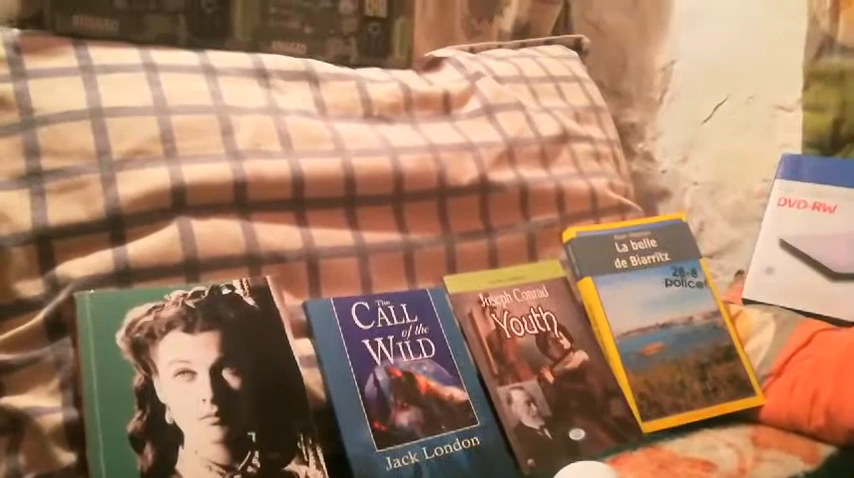 The
CALL
of the
WILD
Jack London
Joseph Conrad
Youth
La belle
de Biarritz
police
DVD-RW